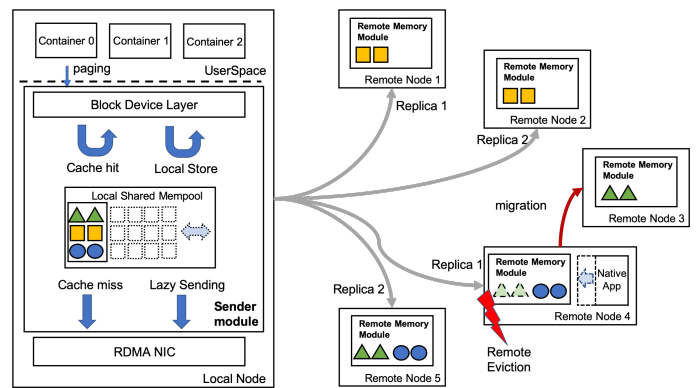 Container 0
Container 1
Container 2
paging
UserSpace
Block Device Layer
Cache hit
Local Store
Local Shared Mempool
Cache miss
Lazy Sending
Sender
module
RDMA NIC
Local Node
Remote Memory
Module
Remote Node 1
Replica 1
Remote Memory
Module
Remote Node 2
Replica 2
Remote Memory
Module
Remote Node 3
migration
Replica 1
Remote Memory
Module
Native
App
Remote Node 4
Remote
Eviction
Replica 2
Remote Memory
Module
Remote Node 5